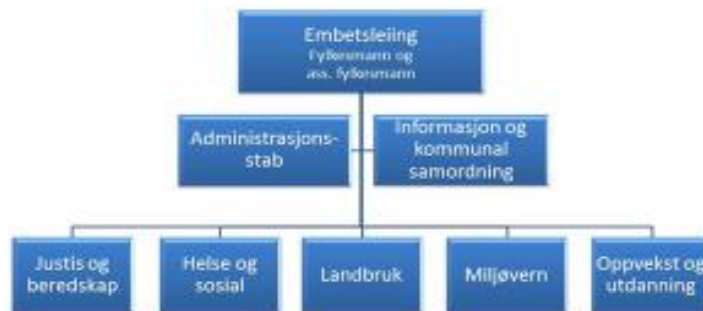 Embetsleiing
Fylkesmann og
ass. fylkesmann
Administrasjons-
stab
Informasjon og
kommunal
samordning
Justis og
beredskap
Helse og
sosial
Landbruk
Miljøvern
Oppvekst og
utdanning